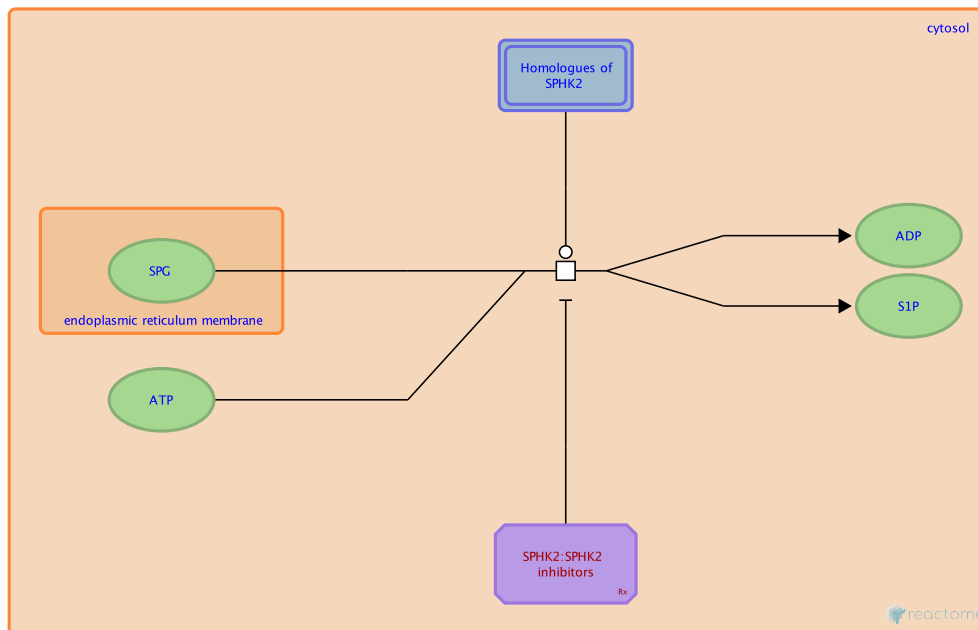 cytosol
Homologues of
SPHK2
ADP
SPG
S1P
endoplasmic reticulum membrane
ATP
SPHK2:SPHK2
inhibitors
Rx
reactome